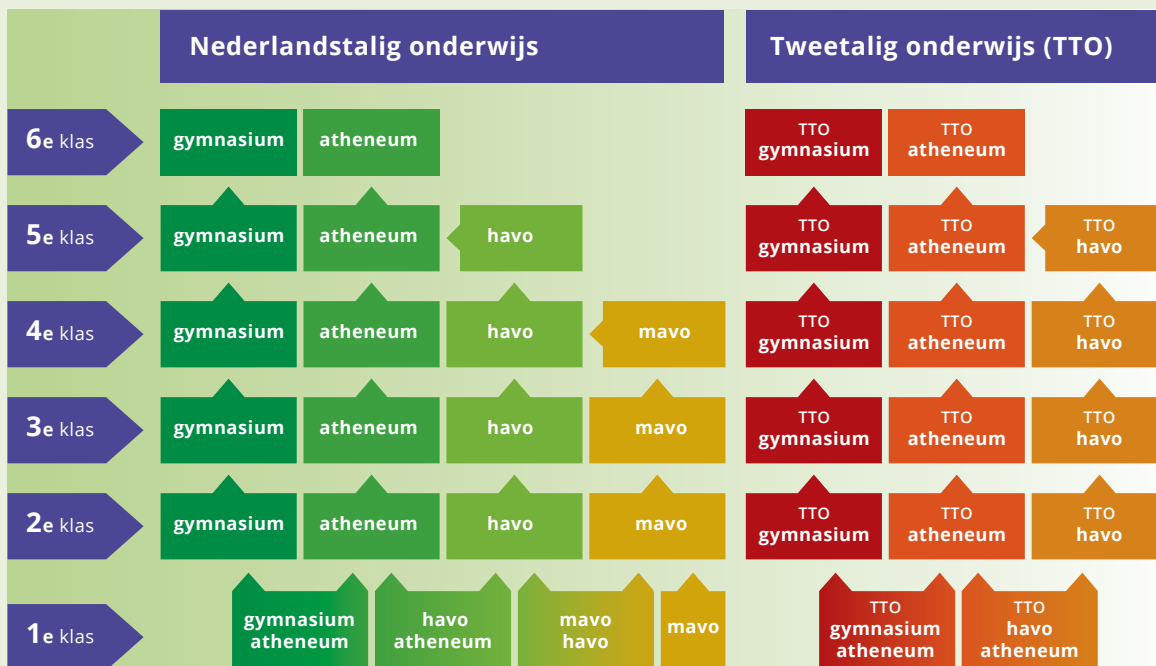 Nederlandstalig onderwijs
Tweetalig onderwijs (TTO)
6e klas
gymnasium
atheneum
TTO
gymnasium
TTO
atheneum
5e klas
gymnasium
atheneum
havo
TTO
gymnasium
TTO
atheneum
TTO
havo
4e klas
gymnasium
atheneum
havo
mavo
TTO
gymnasium
TTO
atheneum
TTO
havo
3e klas
gymnasium
atheneum
havo
mavo
TTO
gymnasium
TTO
atheneum
TTO
havo
2e klas
gymnasium
atheneum
havo
mavo
TTO
gymnasium
TTO
atheneum
TTO
havo
1e klas
gymnasium
atheneum
havo
atheneum
mavo
havo
mavo
TTO
gymnasium
atheneum
TTO
havo
atheneum